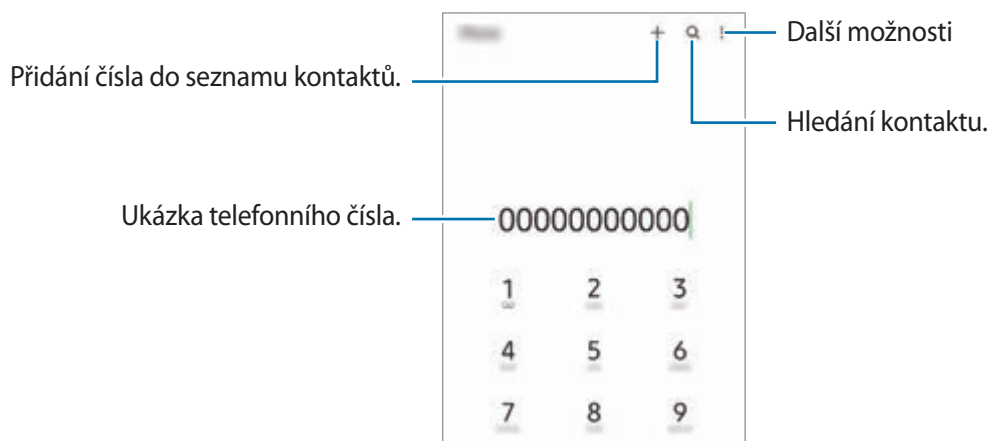 Další možnosti
Přidání čísla do seznamu kontaktů.
Hledání kontaktu.
Ukázka telefonního čísla.
00000000000
1 2 3
4 5 6
7 8 9